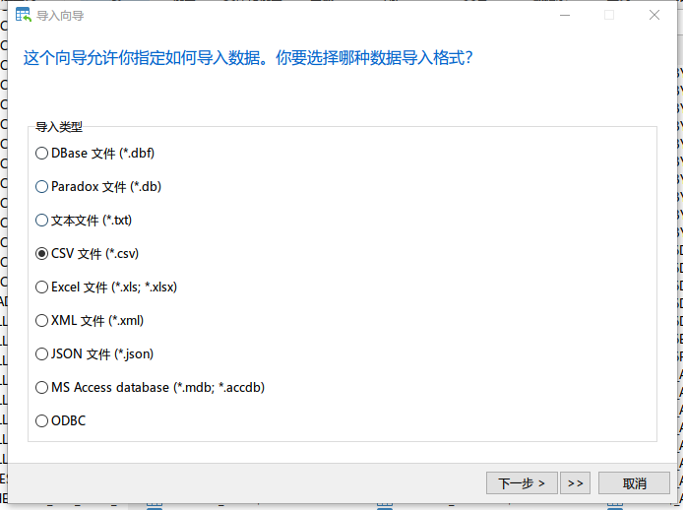 导入向导
这个向导允许你指定如何导入数据。你要选择哪种数据导入格式？
导入类型
DBase 文件 (*.dbf)
Paradox 文件 (*.db)
文本文件 (*.txt)
CSV 文件 (*.csv)
Excel 文件 (*.xls; *.xlsx)
XML 文件 (*.xml)
JSON 文件 (*.json)
MS Access database (*.mdb; *.accdb)
ODBC
下一步 >
>>
取消